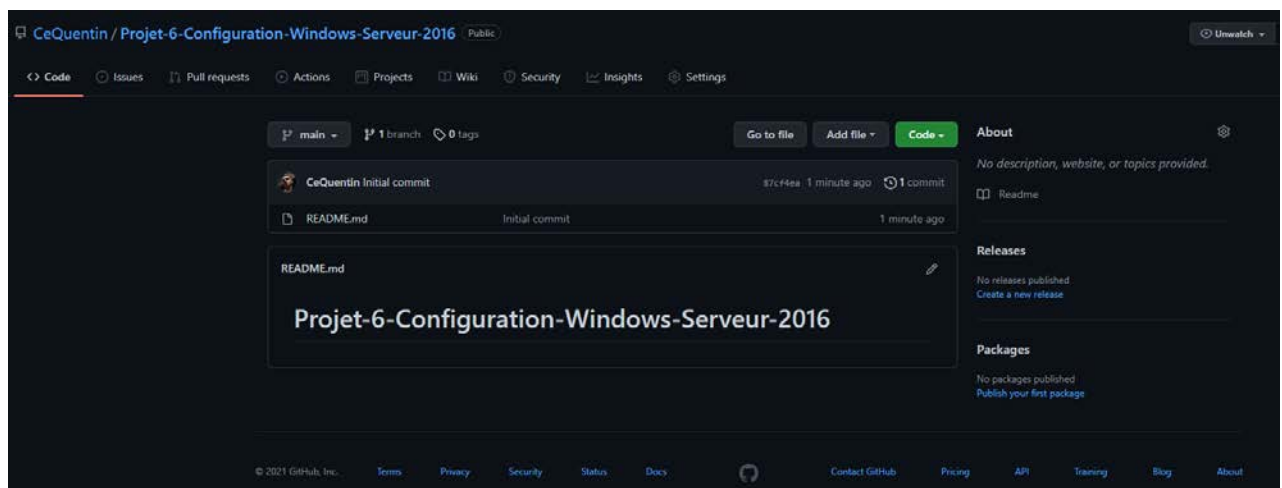 CeQuentin / Projet-6-Configuration-Windows-Serveur-2016 Public
Unwatch
<> Code Issues Pull requests Actions Projects Wiki Security Insights Settings
main 1 branch 0 tags Go to file Add file Code
CeQuentin Initial commit 87cf4ea 1 minute ago 1 commit
README.md Initial commit 1 minute ago
README.md
Projet-6-Configuration-Windows-Serveur-2016
About
No description, website, or topics provided.
Readme
Releases
No releases published
Create a new release
Packages
No packages published
Publish your first package
© 2021 GitHub, Inc. Terms Privacy Security Status Docs Contact GitHub Pricing API Training Blog About